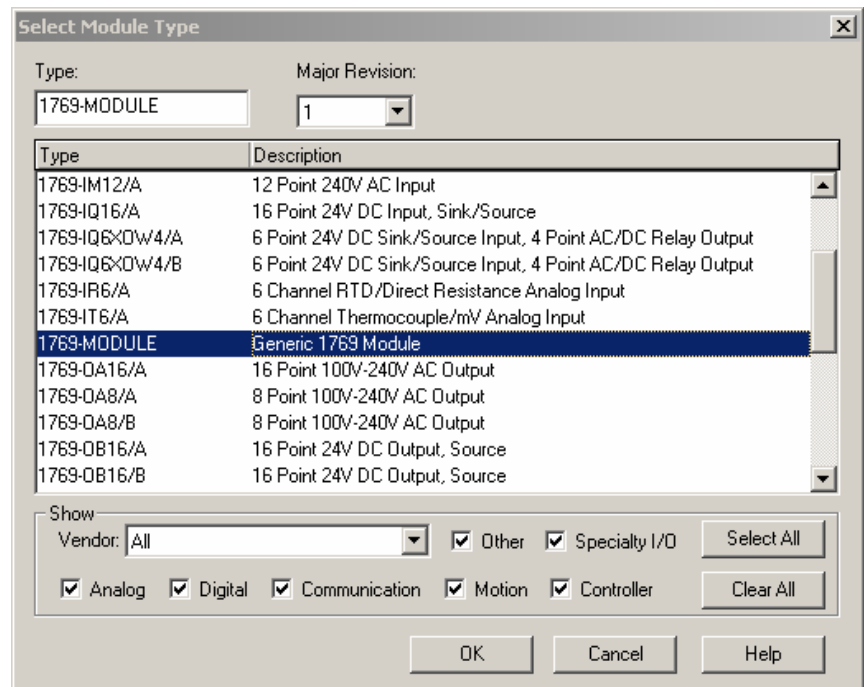 Select Module Type
Type: Major Revision:
1769-MODULE 1
Type Description
1769-IM12/A 12 Point 240V AC Input
1769-IQ16/A 16 Point 24V DC Input, Sink/Source
1769-IQ6XOW4/A 6 Point 24V DC Sink/Source Input, 4 Point AC/DC Relay Output
1769-IQ6XOW4/B 6 Point 24V DC Sink/Source Input, 4 Point AC/DC Relay Output
1769-IR6/A 6 Channel RTD/Direct Resistance Analog Input
1769-IT6/A 6 Channel Thermocouple/mV Analog Input
1769-MODULE Generic 1769 Module
1769-OA16/A 16 Point 100V-240V AC Output
1769-OA8/A 8 Point 100V-240V AC Output
1769-OA8/B 8 Point 100V-240V AC Output
1769-OB16/A 16 Point 24V DC Output, Source
1769-OB16/B 16 Point 24V DC Output, Source
Show
Vendor: All Other Specialty I/O Select All
Analog Digital Communication Motion Controller Clear All
OK Cancel Help